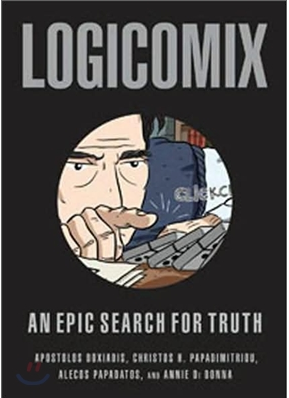 LOGICOMIX
CLICK
AN EPIC SEARCH FOR TRUTH
APOSTOLOS DOXIADIS, CHRISTOS H. PAPADIMITRIOU,
ALECOS PAPADATOS, AND ANNIE DI DONNA